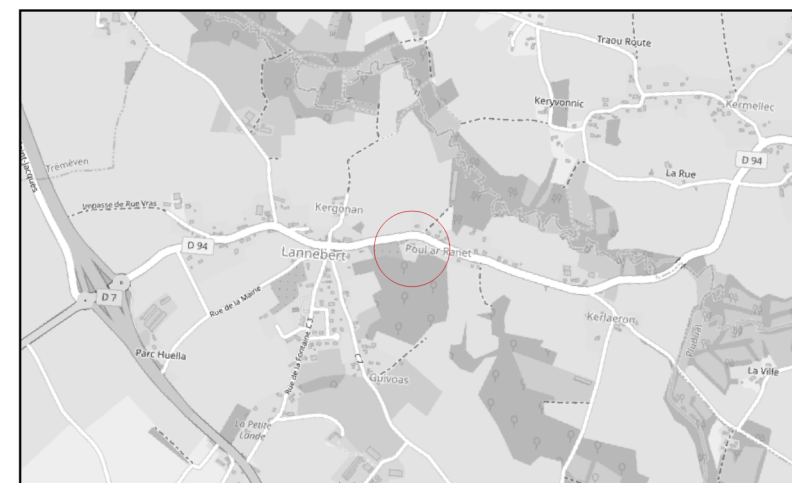 Traou Route
Keryvonnic
Kermellec
D 94
Tréméven
La Rue
Impasse de Rue Vras
Kergonan
D 94
Lannebert
Poul ar Ranet
D 7
Rue de la Mairie
Rue de la Fontaine C 3
Kerlaeron
Parc Huella
C 7
Guivoas
La Ville
La Petite
Lande